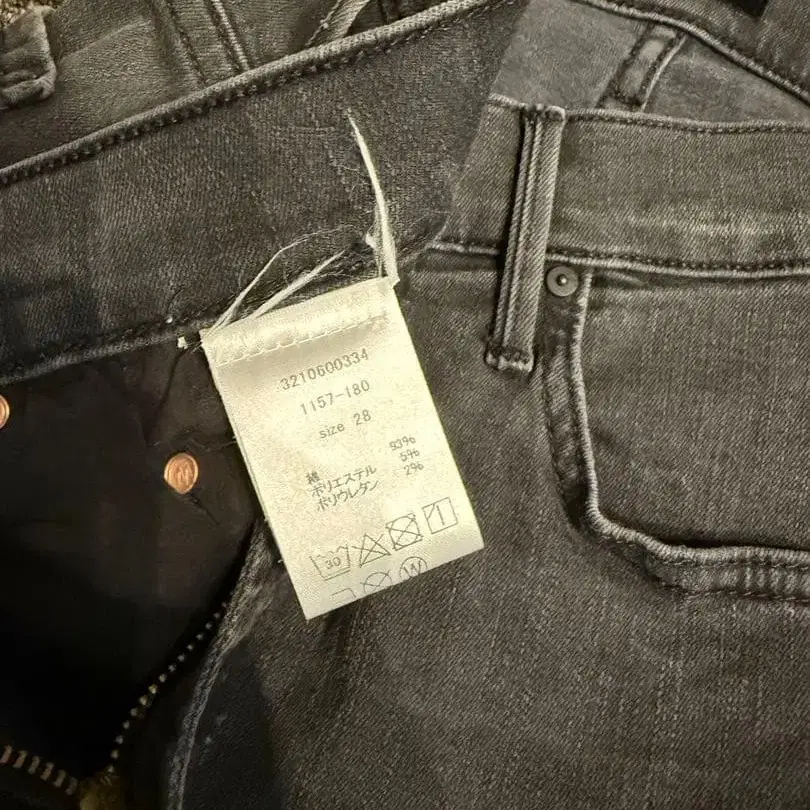 3210600334
1157-180
size 28
綿 93%
ポリエステル 5%
ポリウレタン 2%
30
W